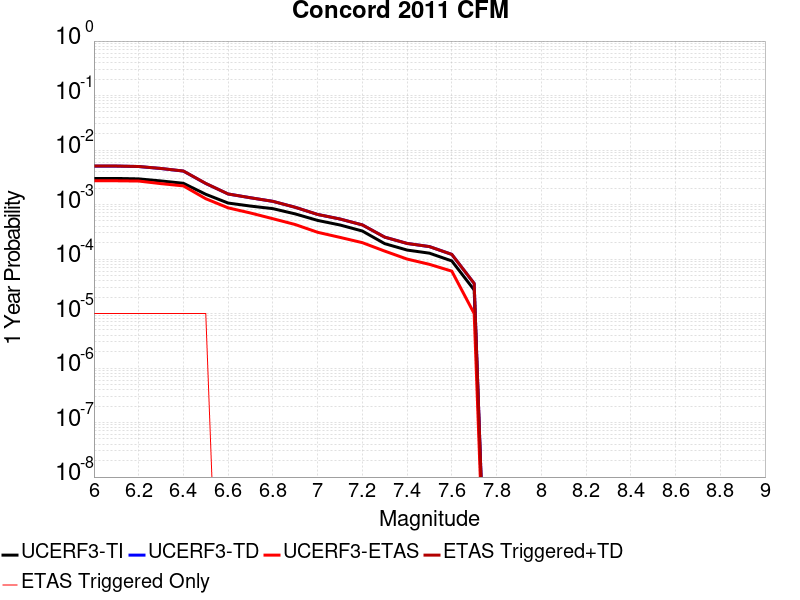 Concord 2011 CFM
10^0
10^-1
10^-2
10^-3
10^-4
10^-5
10^-6
10^-7
10^-8
1 Year Probability
6 6.2 6.4 6.6 6.8 7 7.2 7.4 7.6 7.8 8 8.2 8.4 8.6 8.8 9
Magnitude
UCERF3-TI UCERF3-TD UCERF3-ETAS ETAS Triggered+TD
ETAS Triggered Only